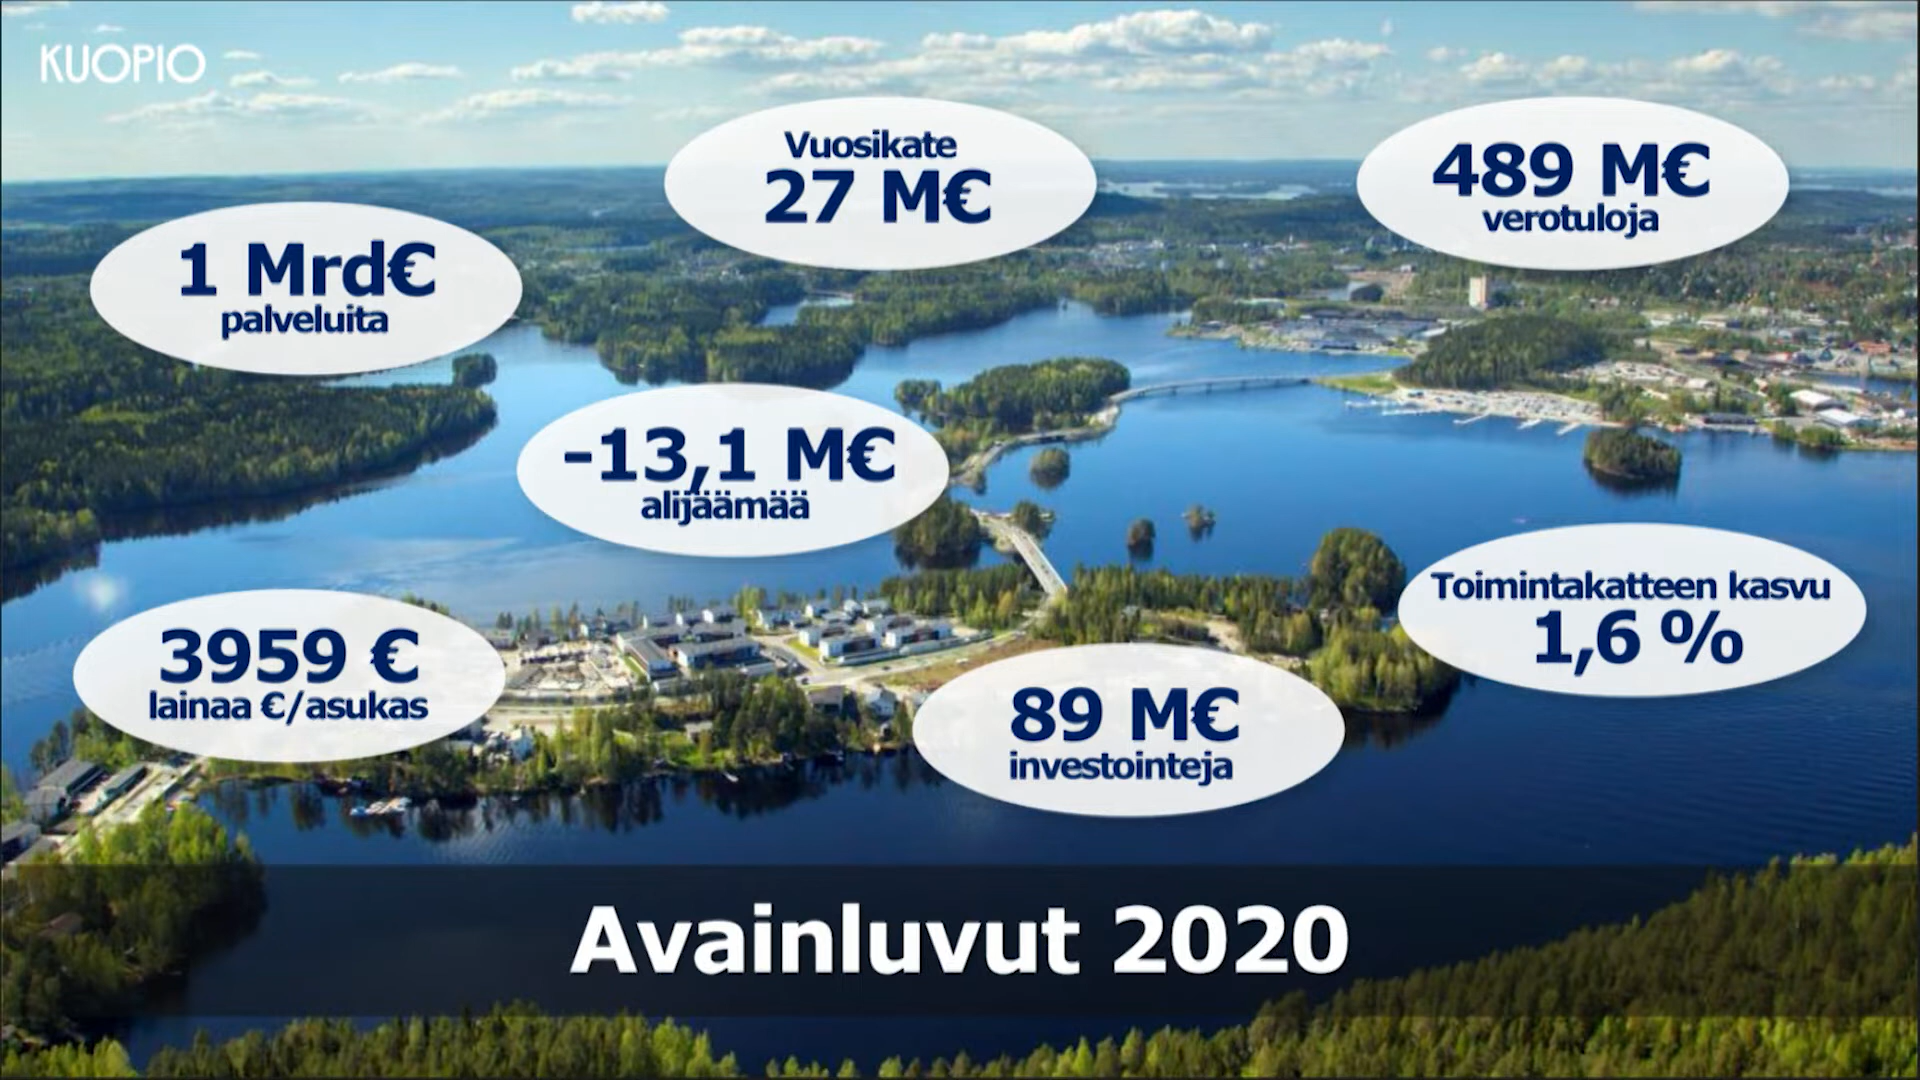 KUOPIO
Vuosikate
27 M€
489 M€
verotuloja
1 Mrd€
palveluita
-13,1 M€
alijäämää
Toimintakatteen kasvu
1,6 %
3959 €
lainaa €/asukas
89 M€
investointeja
Avainluvut 2020